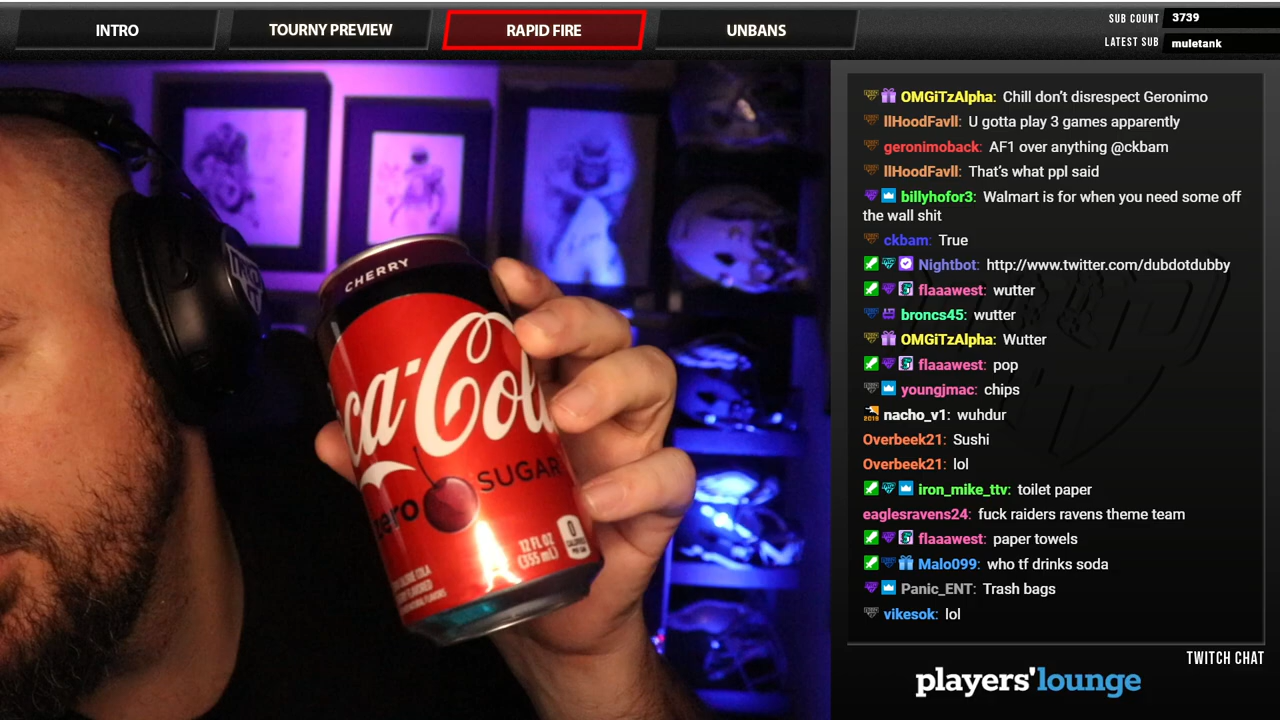 INTRO
TOURNY PREVIEW
RAPID FIRE
UNBANS
SUB COUNT
3739
LATEST SUB
muletank
OMGiTzAlpha: Chill don't disrespect Geronimo
llHoodFavll: U gotta play 3 games apparently
geronimoback: AF1 over anything @ckbam
llHoodFavll: That's what ppl said
billyhofor3: Walmart is for when you need some off
the wall shit
ckbam: True
Nightbot: http://www.twitter.com/dubdotdubby
flaaawest: wutter
broncs45: wutter
OMGiTzAlpha: Wutter
flaaawest: pop
youngjmac: chips
nacho_v1: wuhdur
Overbeek21: Sushi
Overbeek21: lol
iron_mike_ttv: toilet paper
eaglesravens24: fuck raiders ravens theme team
flaaawest: paper towels
Malo099: who tf drinks soda
Panic_ENT: Trash bags
vikesok: lol
TWITCH CHAT
players'lounge
CHERRY
ca-Col
zero SUGAR
0
12 FL OZ
(355 mL)